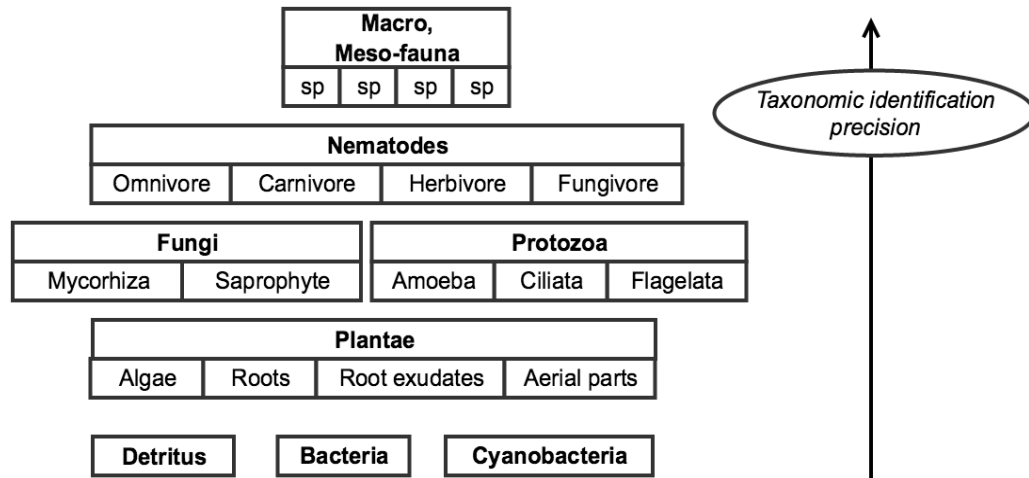 Macro,
Meso-fauna
sp sp sp sp
Taxonomic identification
precision
Nematodes
Omnivore Carnivore Herbivore Fungivore
Fungi Protozoa
Mycorhiza Saprophyte Amoeba Ciliata Flagelata
Plantae
Algae Roots Root exudates Aerial parts
Detritus Bacteria Cyanobacteria